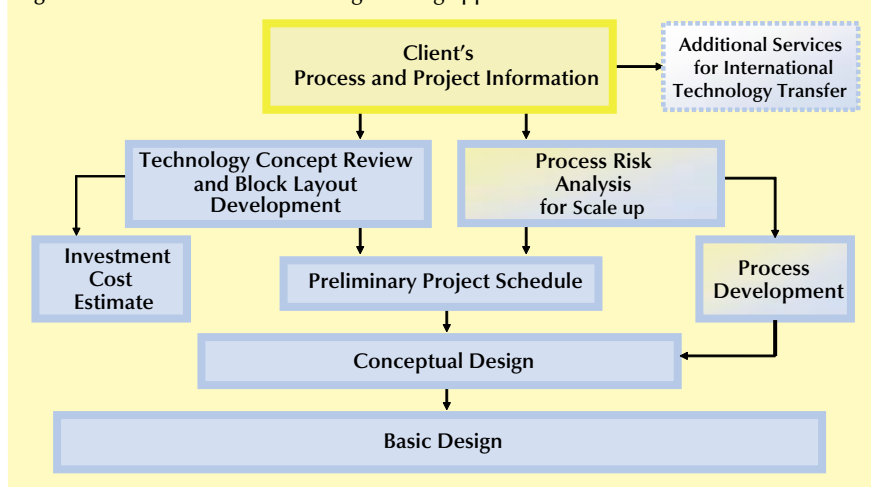 Client's
Process and Project Information
Additional Services
for International
Technology Transfer
Technology Concept Review
and Block Layout
Development
Process Risk
Analysis
for Scale up
Investment
Cost
Estimate
Preliminary Project Schedule
Process
Development
Conceptual Design
Basic Design